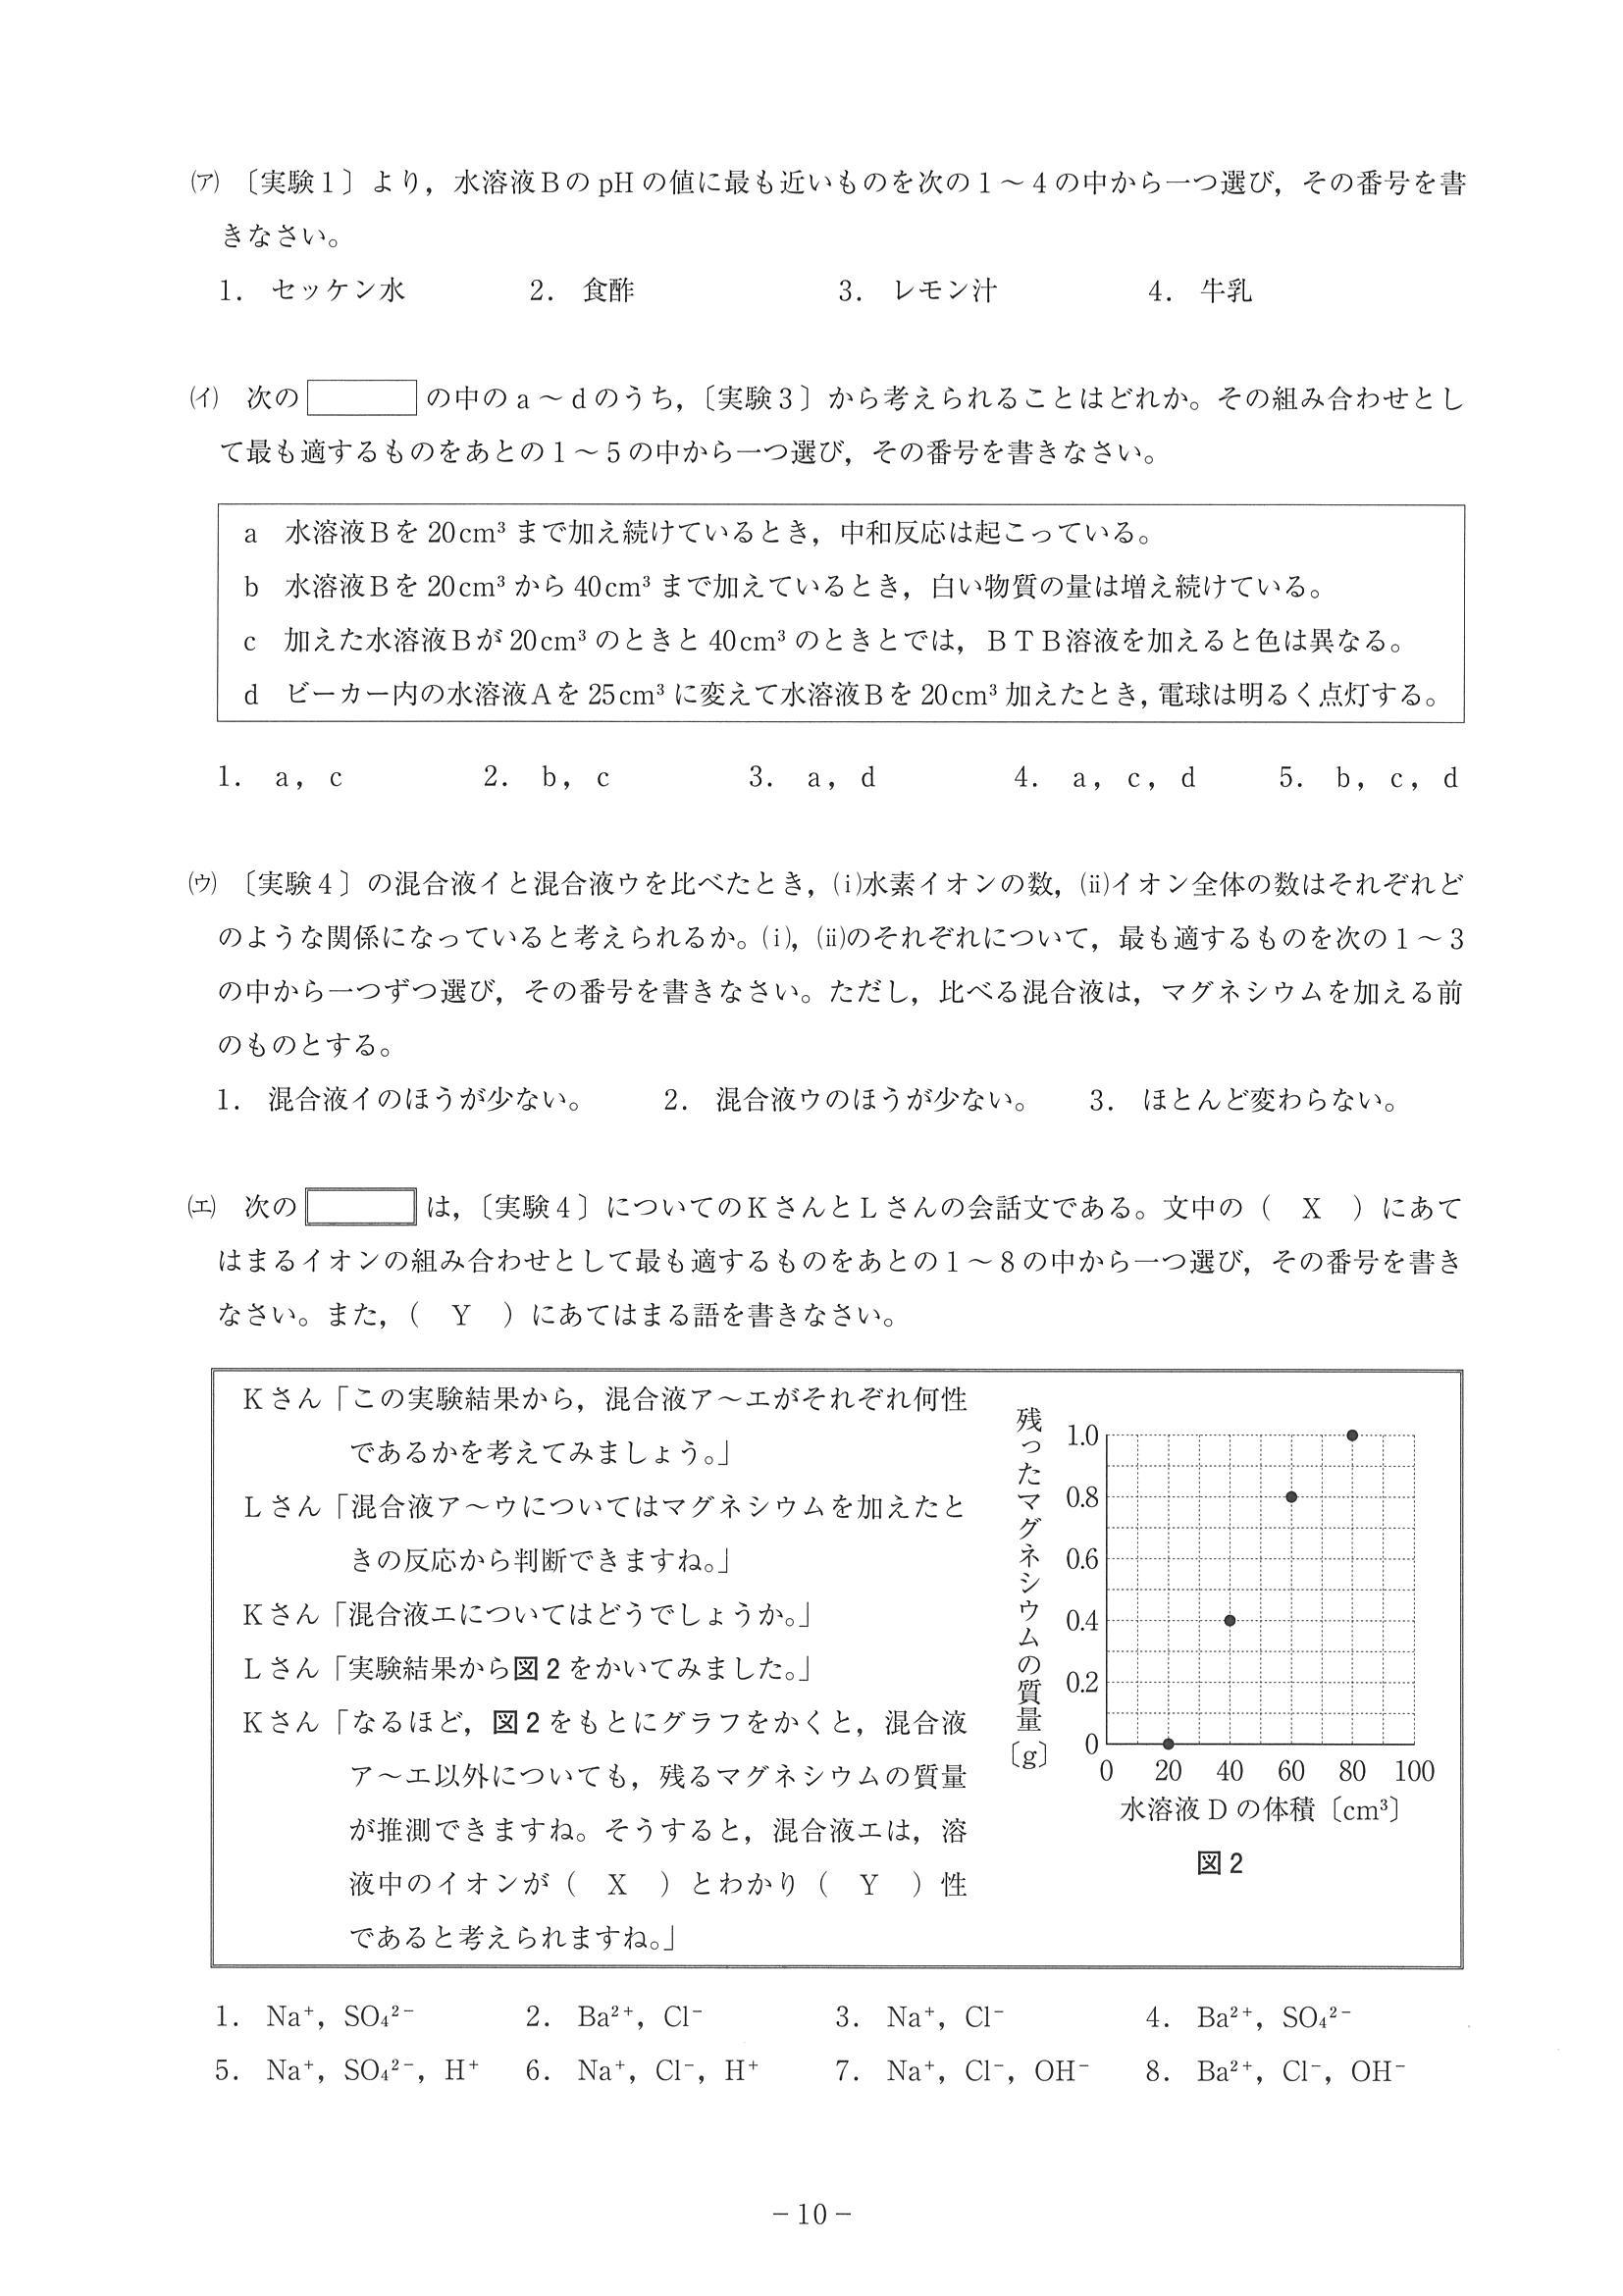 ㋐ 〔実験1〕より，水溶液BのpHの値に最も近いものを次の1～4の中から一つ選び，その番号を書
きなさい。
1． セッケン水 2． 食酢 3． レモン汁 4． 牛乳
㋑ 次の の中のa～dのうち，〔実験3〕から考えられることはどれか。その組み合わせとし
て最も適するものをあとの1～5の中から一つ選び，その番号を書きなさい。
a 水溶液Bを20cm³まで加え続けているとき，中和反応は起こっている。
b 水溶液Bを20cm³から40cm³まで加えているとき，白い物質の量は増え続けている。
c 加えた水溶液Bが20cm³のときと40cm³のときとでは，ＢＴＢ溶液を加えると色は異なる。
d ビーカー内の水溶液Aを25cm³に変えて水溶液Bを20cm³加えたとき，電球は明るく点灯する。
1． a，c 2． b，c 3． a，d 4． a，c，d 5． b，c，d
㋒ 〔実験4〕の混合液イと混合液ウを比べたとき，(ⅰ)水素イオンの数，(ⅱ)イオン全体の数はそれぞれど
のような関係になっていると考えられるか。(ⅰ)，(ⅱ)のそれぞれについて，最も適するものを次の1～3
の中から一つずつ選び，その番号を書きなさい。ただし，比べる混合液は，マグネシウムを加える前
のものとする。
1． 混合液イのほうが少ない。 2． 混合液ウのほうが少ない。 3． ほとんど変わらない。
㋓ 次の は，〔実験4〕についてのKさんとLさんの会話文である。文中の（ X ）にあて
はまるイオンの組み合わせとして最も適するものをあとの1～8の中から一つ選び，その番号を書き
なさい。また，（ Y ）にあてはまる語を書きなさい。
Kさん「この実験結果から，混合液ア～エがそれぞれ何性
であるかを考えてみましょう。」
Lさん「混合液ア～ウについてはマグネシウムを加えたと
きの反応から判断できますね。」
Kさん「混合液エについてはどうでしょうか。」
Lさん「実験結果から図2をかいてみました。」
Kさん「なるほど，図2をもとにグラフをかくと，混合液
ア～エ以外についても，残るマグネシウムの質量
が推測できますね。そうすると，混合液エは，溶
液中のイオンが（ X ）とわかり（ Y ）性
であると考えられますね。」
残ったマグネシウムの質量〔g〕
1.0
0.8
0.6
0.4
0.2
0
0 20 40 60 80 100
水溶液Dの体積〔cm³〕
図2
1． Na⁺，SO₄²⁻ 2． Ba²⁺，Cl⁻ 3． Na⁺，Cl⁻ 4． Ba²⁺，SO₄²⁻
5． Na⁺，SO₄²⁻，H⁺ 6． Na⁺，Cl⁻，H⁺ 7． Na⁺，Cl⁻，OH⁻ 8． Ba²⁺，Cl⁻，OH⁻
－10－